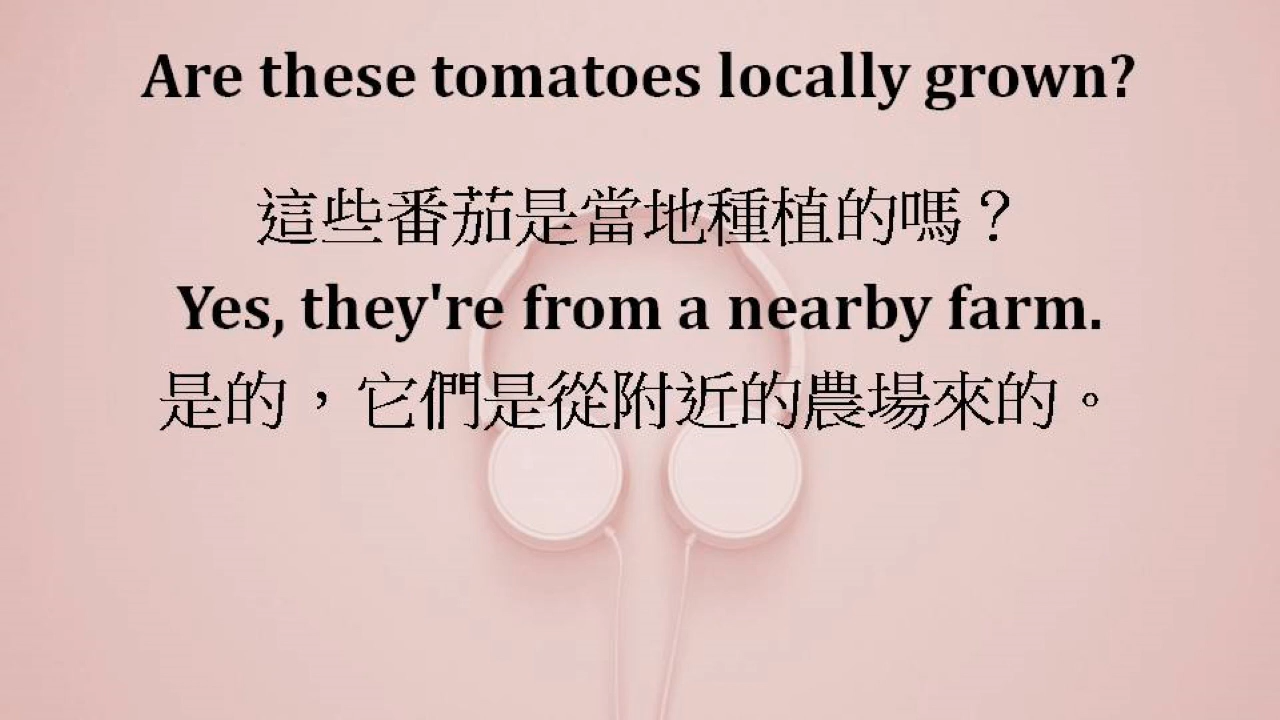 Are these tomatoes locally grown?
這些番茄是當地種植的嗎？
Yes, they're from a nearby farm.
是的，它們是從附近的農場來的。